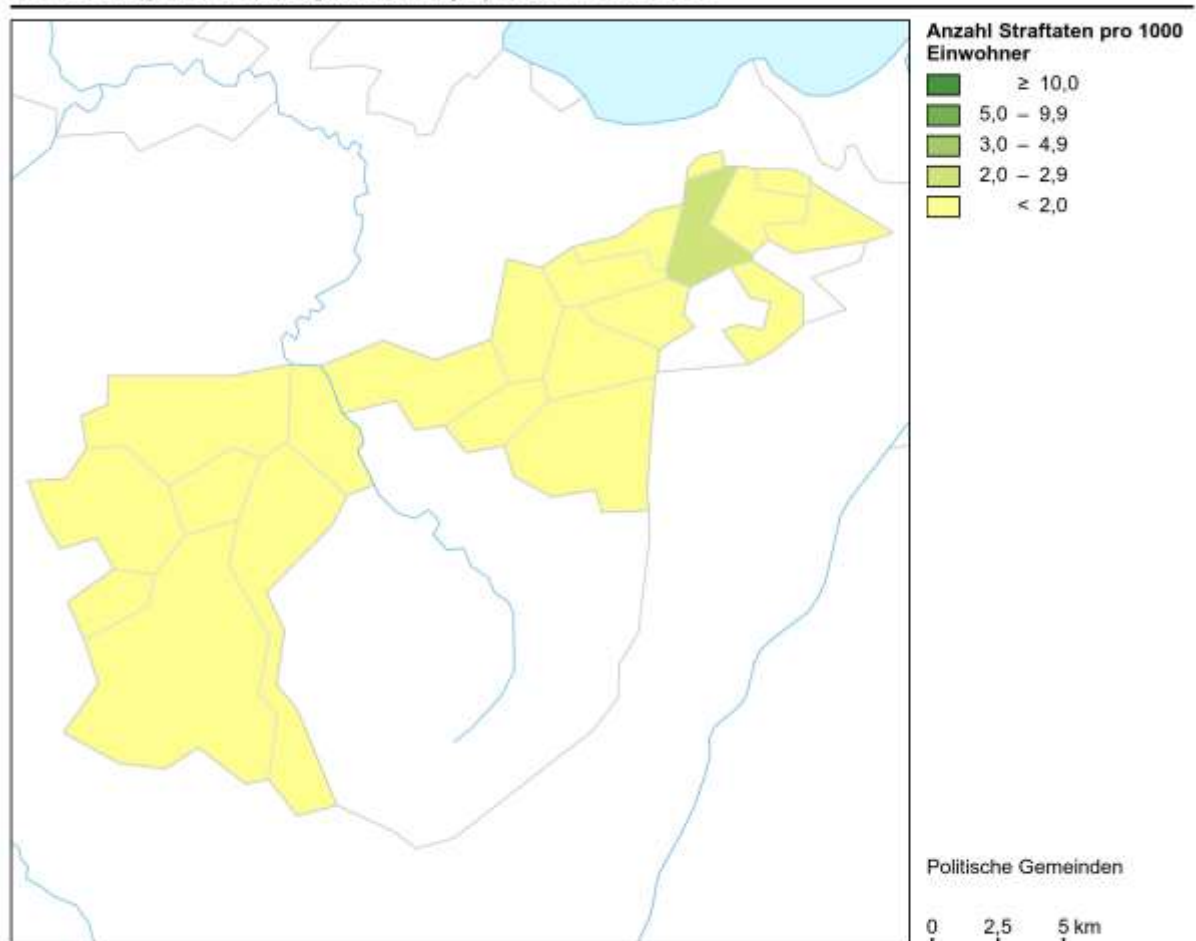 Anzahl Straftaten pro 1000
Einwohner
≥ 10,0
5,0 – 9,9
3,0 – 4,9
2,0 – 2,9
< 2,0
Politische Gemeinden
0 2,5 5 km